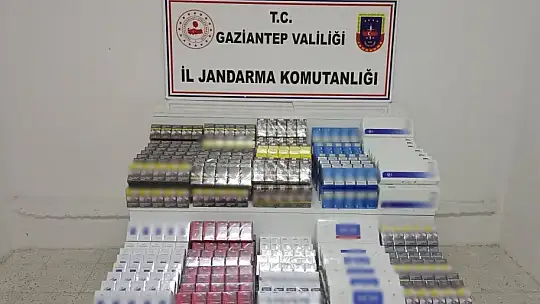 T.C.
GAZİANTEP VALİLİĞİ
İL JANDARMA KOMUTANLIĞI